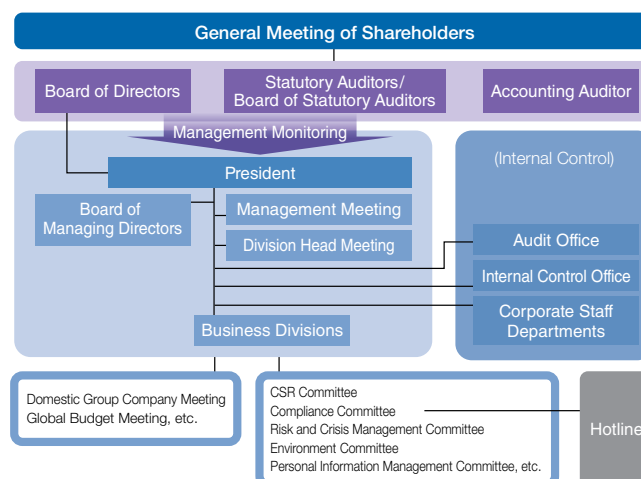 General Meeting of Shareholders
Board of Directors
Statutory Auditors/
Board of Statutory Auditors
Accounting Auditor
Management Monitoring
President
Board of
Managing Directors
Management Meeting
Division Head Meeting
Business Divisions
(Internal Control)
Audit Office
Internal Control Office
Corporate Staff
Departments
Domestic Group Company Meeting
Global Budget Meeting, etc.
CSR Committee
Compliance Committee
Risk and Crisis Management Committee
Environment Committee
Personal Information Management Committee, etc.
Hotline